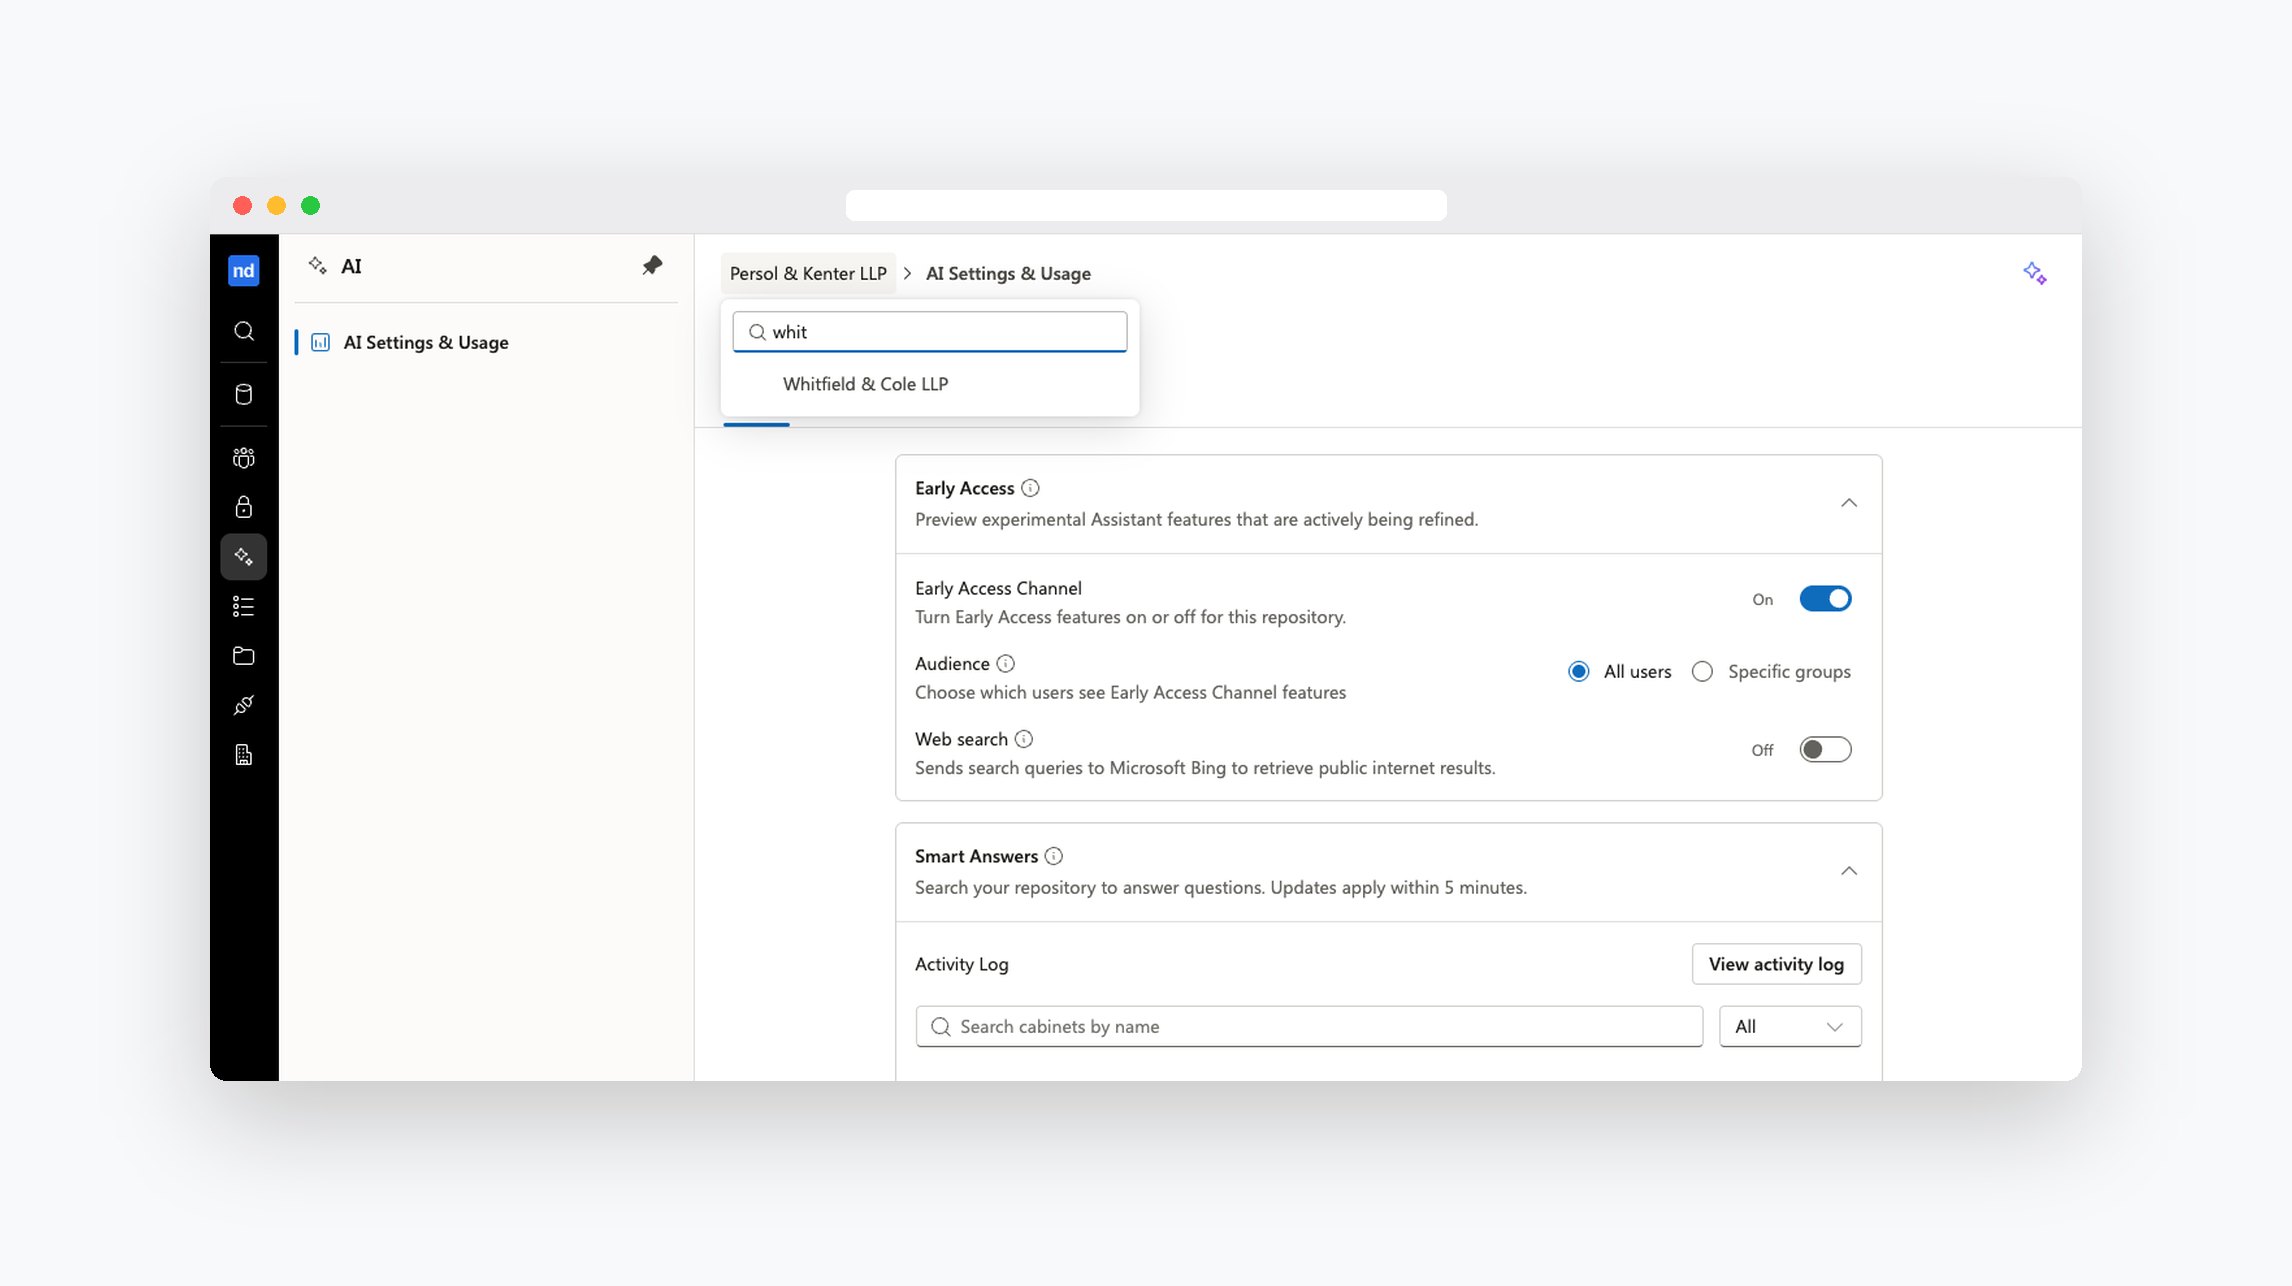 nd
AI
AI Settings & Usage
Persol & Kenter LLP > AI Settings & Usage
whit
Whitfield & Cole LLP
Early Access
Preview experimental Assistant features that are actively being refined.
Early Access Channel
Turn Early Access features on or off for this repository.
On
Audience
Choose which users see Early Access Channel features
All users
Specific groups
Web search
Sends search queries to Microsoft Bing to retrieve public internet results.
Off
Smart Answers
Search your repository to answer questions. Updates apply within 5 minutes.
Activity Log
View activity log
Search cabinets by name
All